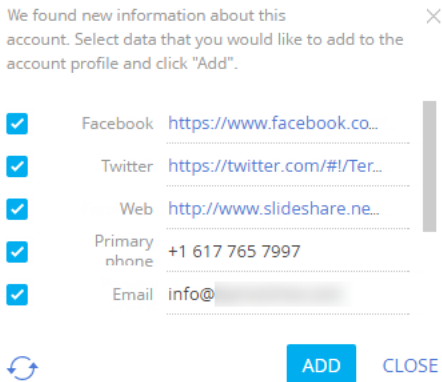 We found new information about this
account. Select data that you would like to add to the
account profile and click "Add".
Facebook https://www.facebook.co...
Twitter https://twitter.com/#!/Ter...
Web http://www.slideshare.ne...
Primary
phone +1 617 765 7997
Email info@
ADD CLOSE